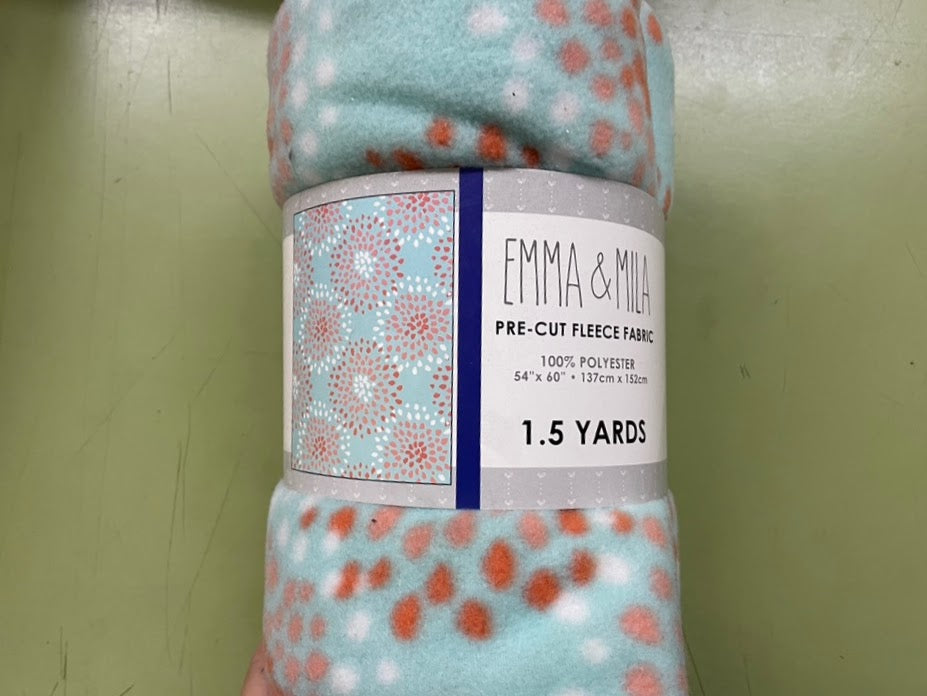 EMMA & MILA
PRE-CUT FLEECE FABRIC
100% POLYESTER
54"x 60" • 137cm x 152cm
1.5 YARDS